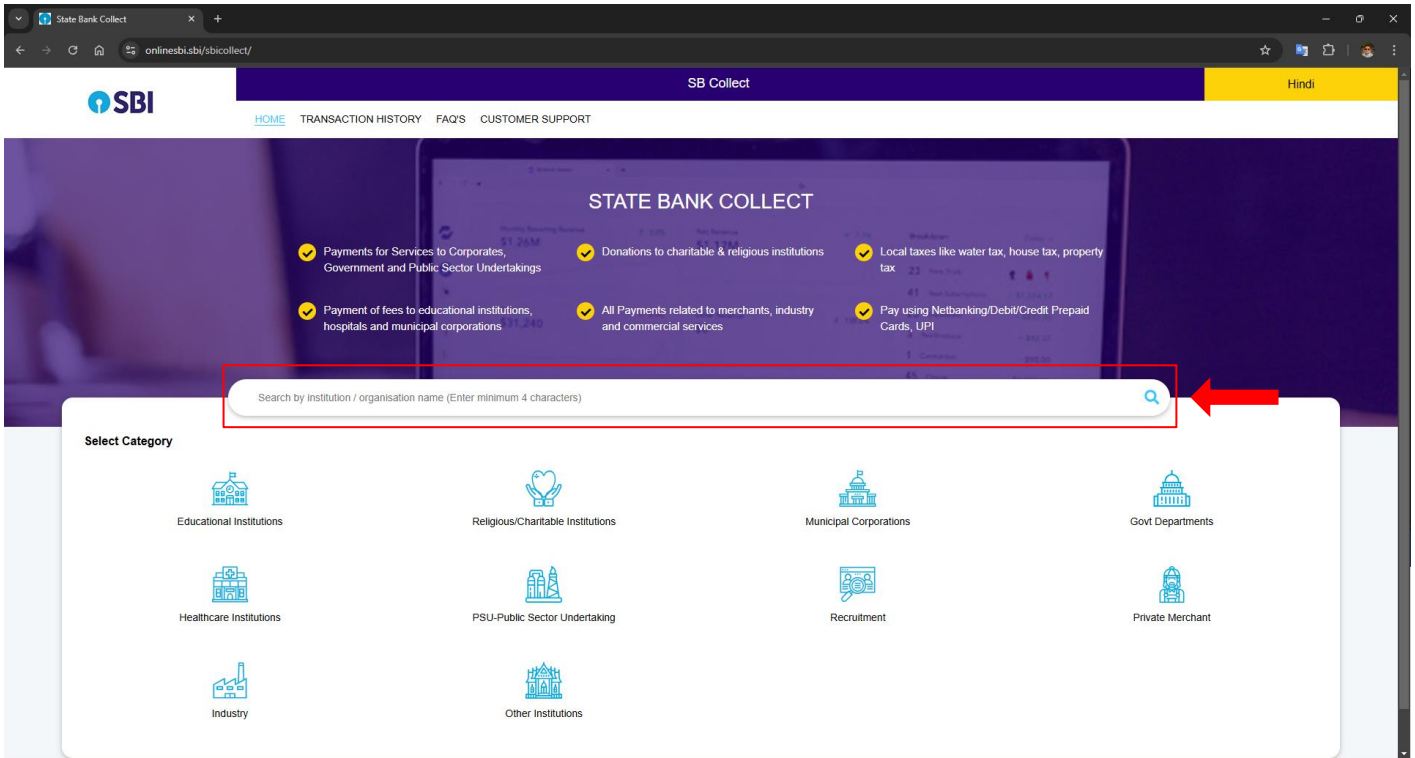 State Bank Collect
onlinesbi.sbi/sbicollect/
SBI
SB Collect
Hindi
HOME TRANSACTION HISTORY FAQ'S CUSTOMER SUPPORT
STATE BANK COLLECT
Payments for Services to Corporates,
Government and Public Sector Undertakings
Donations to charitable & religious institutions
Local taxes like water tax, house tax, property
tax
Payment of fees to educational institutions,
hospitals and municipal corporations
All Payments related to merchants, industry
and commercial services
Pay using Netbanking/Debit/Credit Prepaid
Cards, UPI
$1.26M
$31,240
Search by institution / organisation name (Enter minimum 4 characters)
Select Category
Educational Institutions
Religious/Charitable Institutions
Municipal Corporations
Govt Departments
Healthcare Institutions
PSU-Public Sector Undertaking
Recruitment
Private Merchant
Industry
Other Institutions